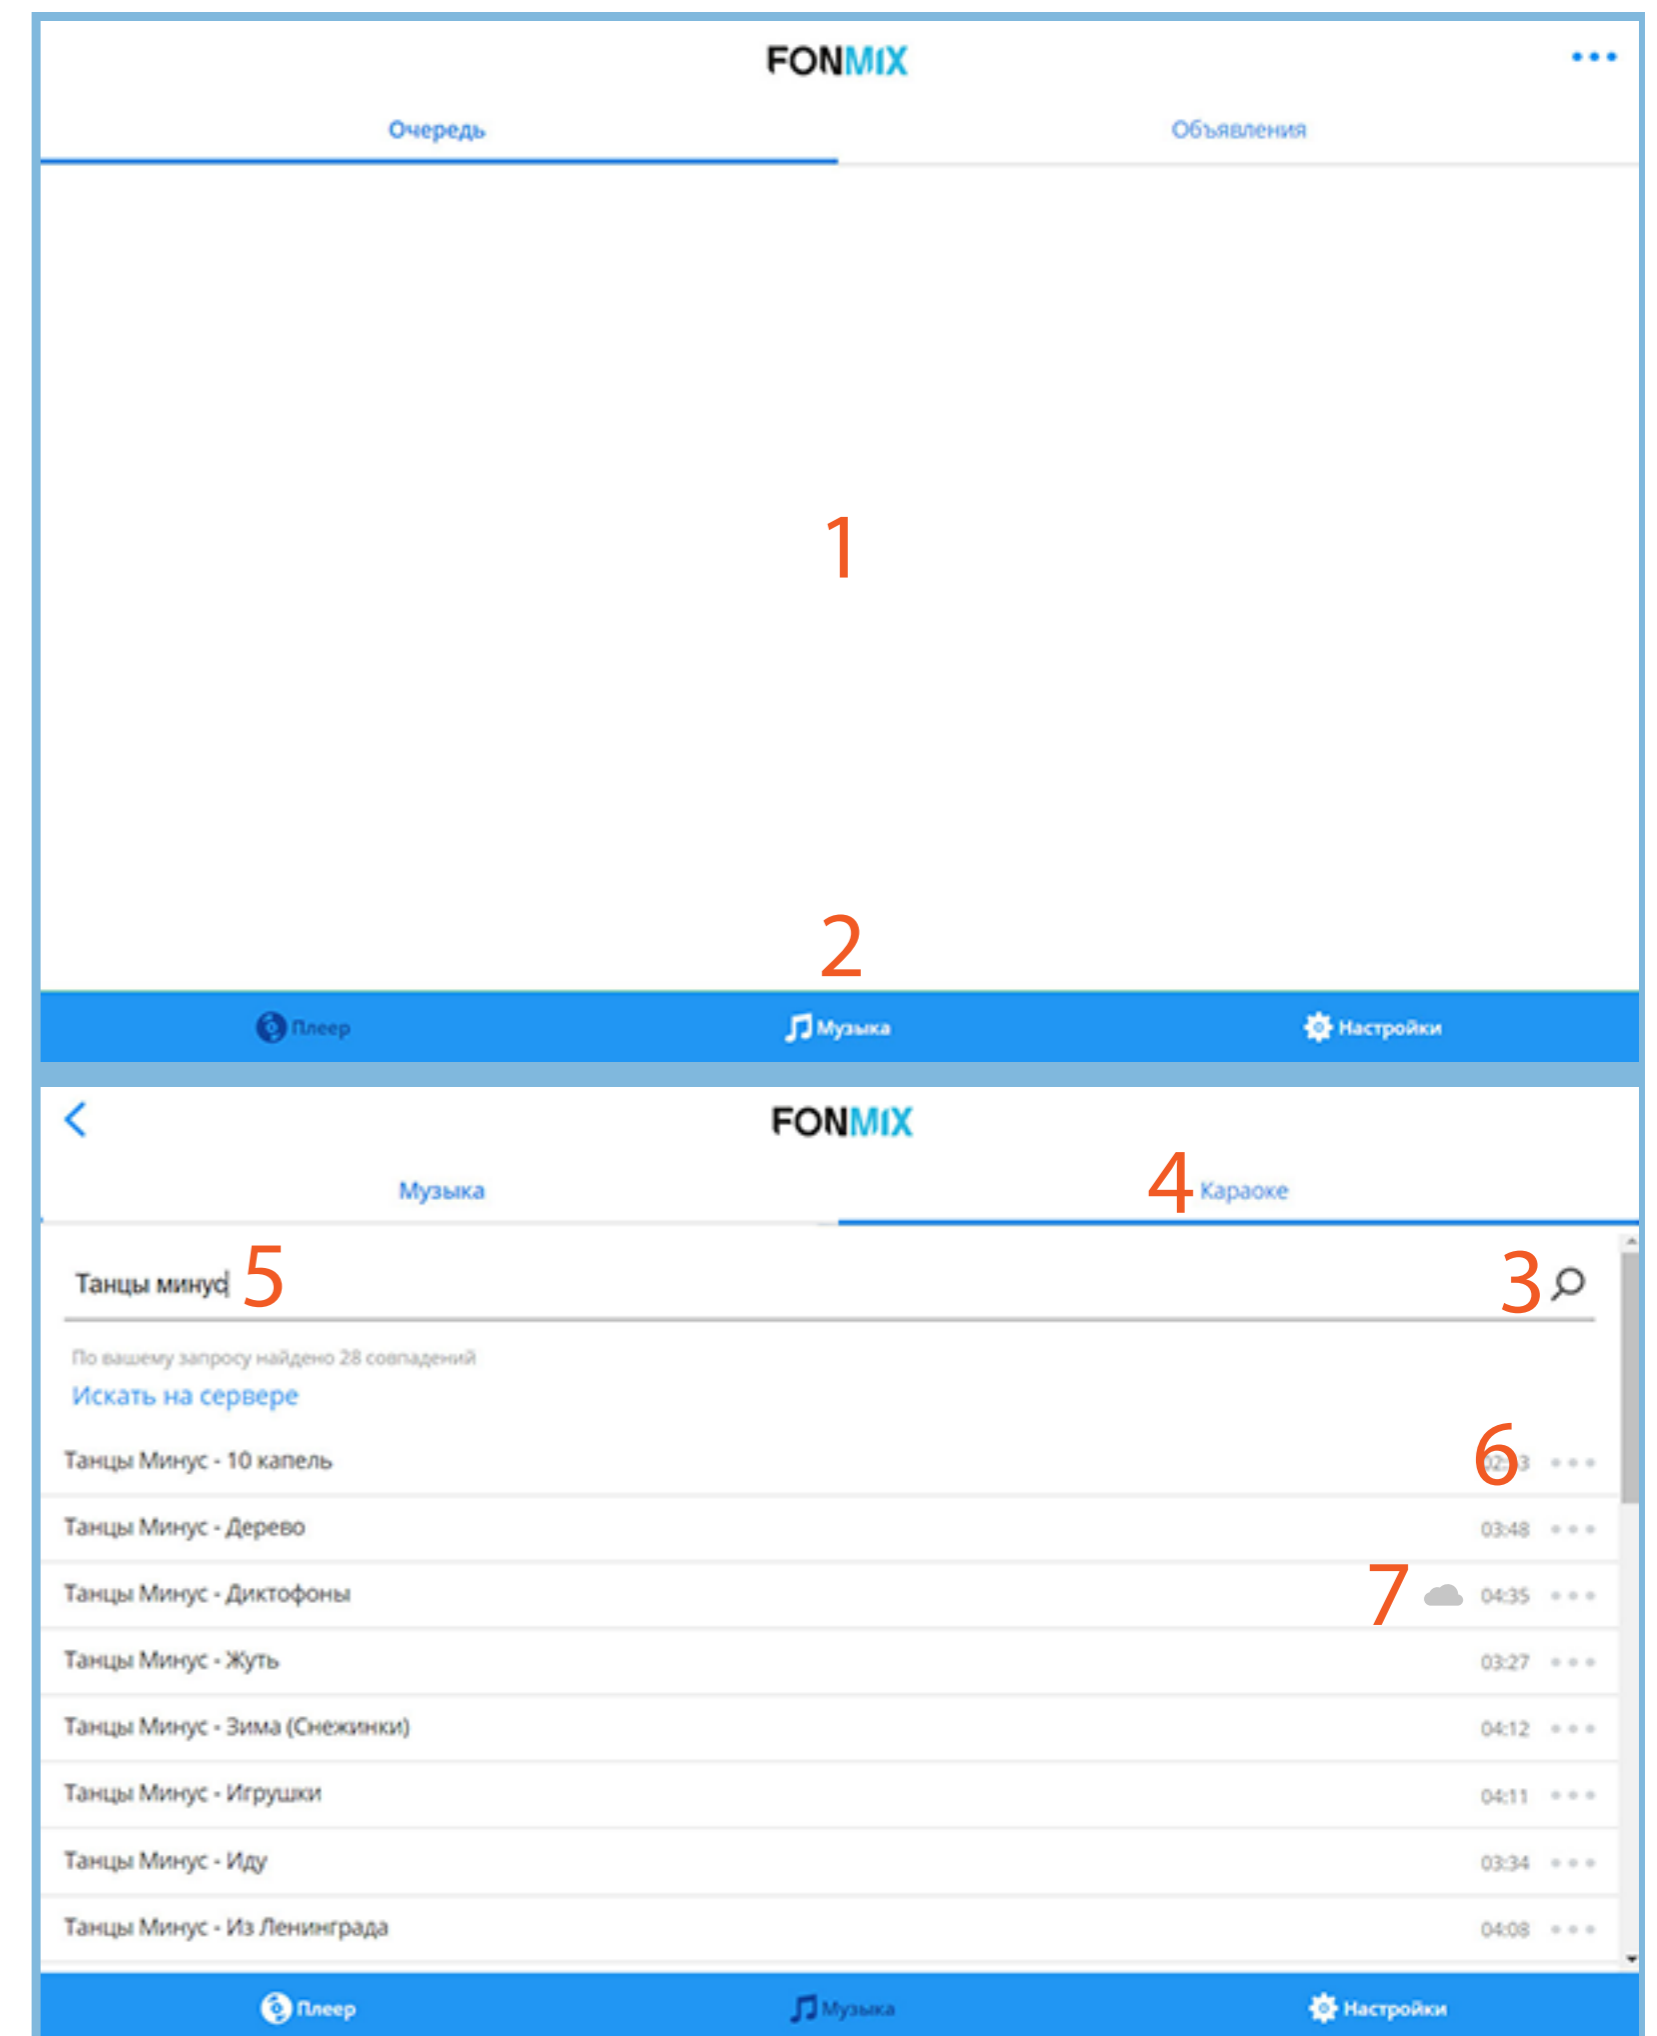 FONMIX
Очередь
Объявления
1
2
Плеер
Музыка
Настройки
FONMIX
Музыка
4 Караоке
Танцы минус 5
3
По вашему запросу найдено 28 совпадений
Искать на сервере
Танцы Минус - 10 капель
6
Танцы Минус - Дерево 03:48
Танцы Минус - Диктофоны 7 04:35
Танцы Минус - Жуть 03:27
Танцы Минус - Зима (Снежинки) 04:12
Танцы Минус - Игрушки 04:11
Танцы Минус - Иду 03:34
Танцы Минус - Из Ленинграда 04:08
Плеер
Музыка
Настройки